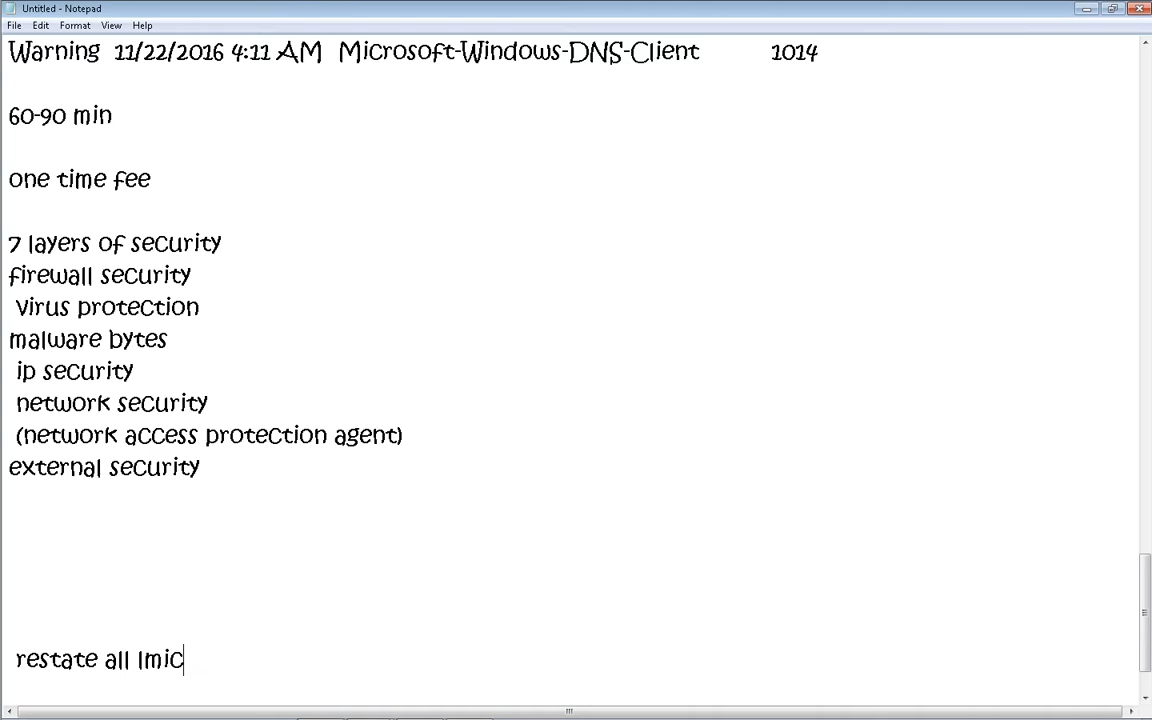 Untitled - Notepad
File Edit Format View Help
Warning 11/22/2016 4:11 AM Microsoft-Windows-DNS-Client 1014
60-90 min
one time fee
7 layers of security
firewall security
virus protection
malware bytes
ip security
network security
(network access protection agent)
external security
restate all lmic